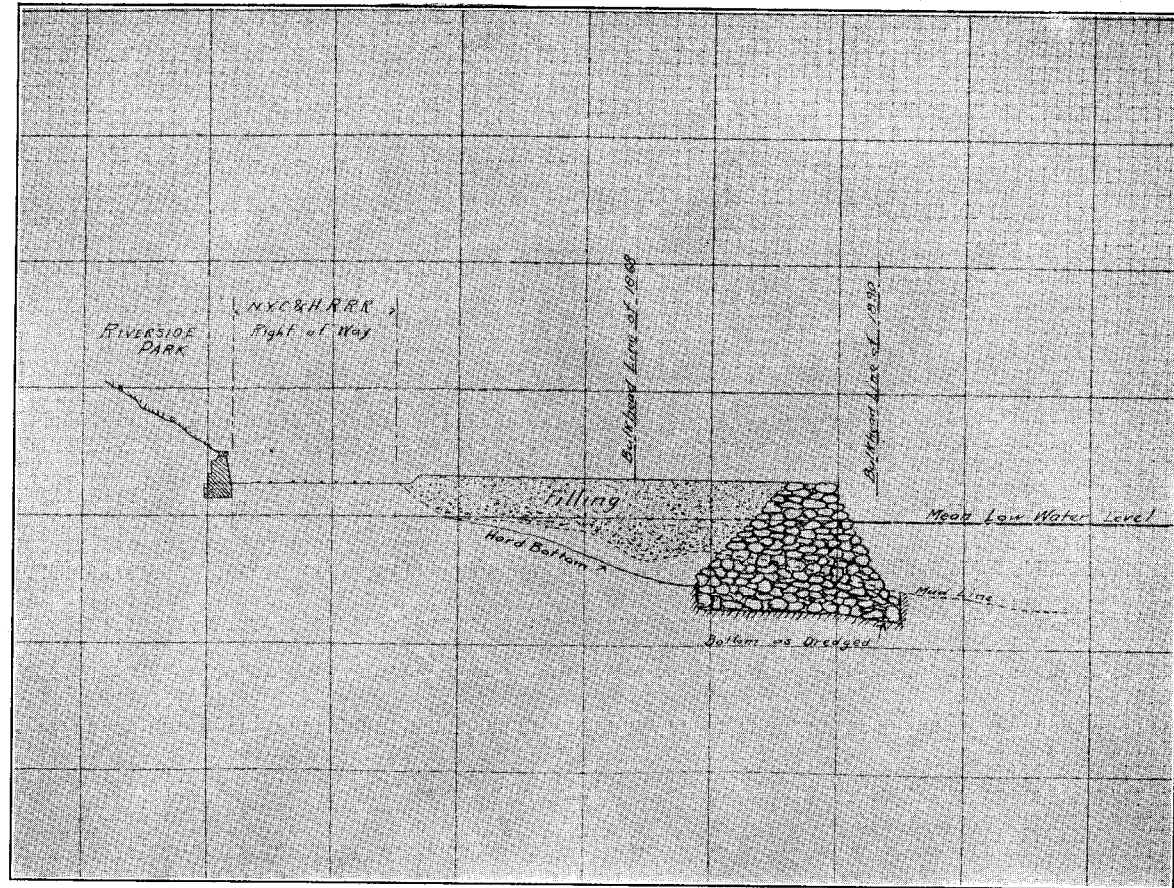 RIVERSIDE
PARK
N.Y.C & H.R.R.R
Right of Way
Bulkhead Line of 1868
Bulkhead Line of 1890
Filling
Mean Low Water Level
Hard Bottom
Mud Line
Bottom as Dredged